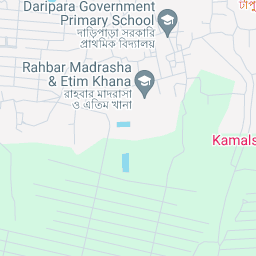 টাপু
Daripara Government
Primary School
দাড়িপাড়া সরকারি
প্রাথমিক বিদ্যালয়
Rahbar Madrasha
& Etim Khana
রাহবার মাদরাসা
ও এতিম খানা
Kamals